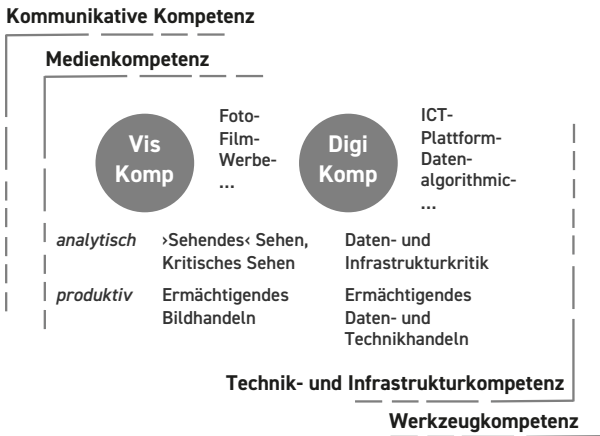 Kommunikative Kompetenz
Medienkompetenz
Vis
Komp
Foto-
Film-
Werbe-
...
Digi
Komp
ICT-
Plattform-
Daten-
algorithmic-
...
analytisch
›Sehendes‹ Sehen,
Kritisches Sehen
Daten- und
Infrastrukturkritik
produktiv
Ermächtigendes
Bildhandeln
Ermächtigendes
Daten- und
Technikhandeln
Technik- und Infrastrukturkompetenz
Werkzeugkompetenz